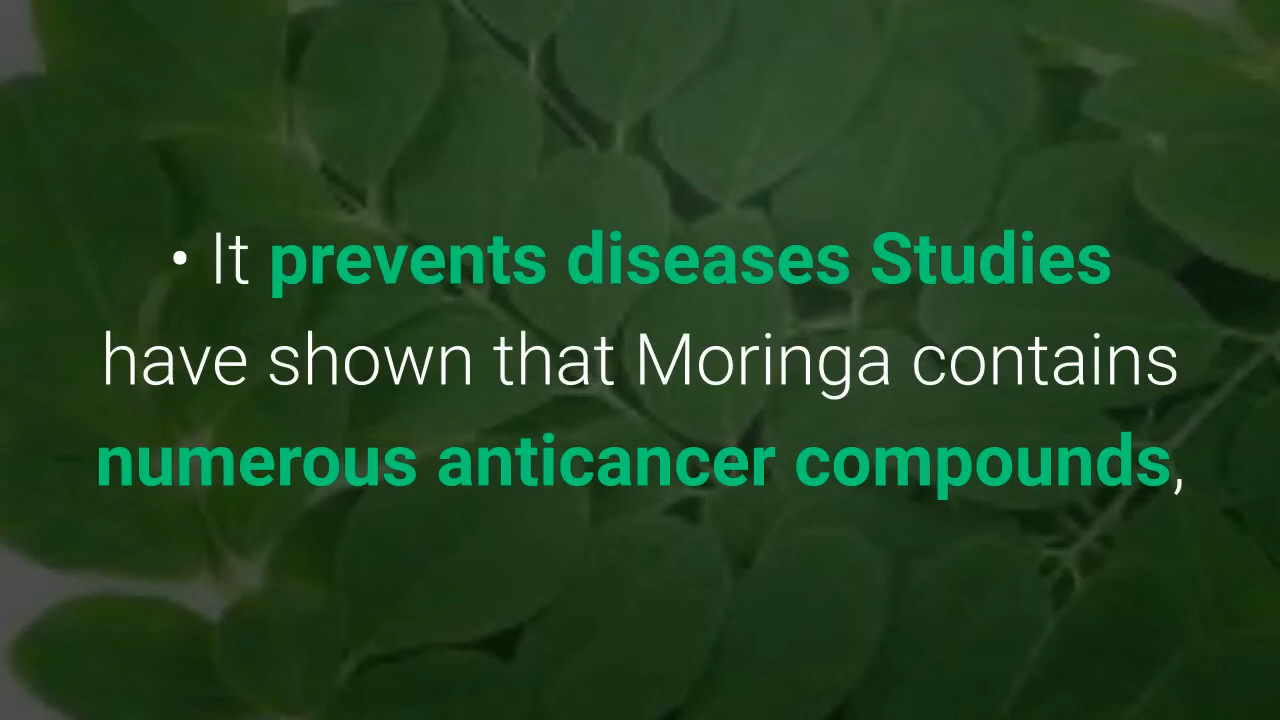 • It prevents diseases Studies
have shown that Moringa contains
numerous anticancer compounds,